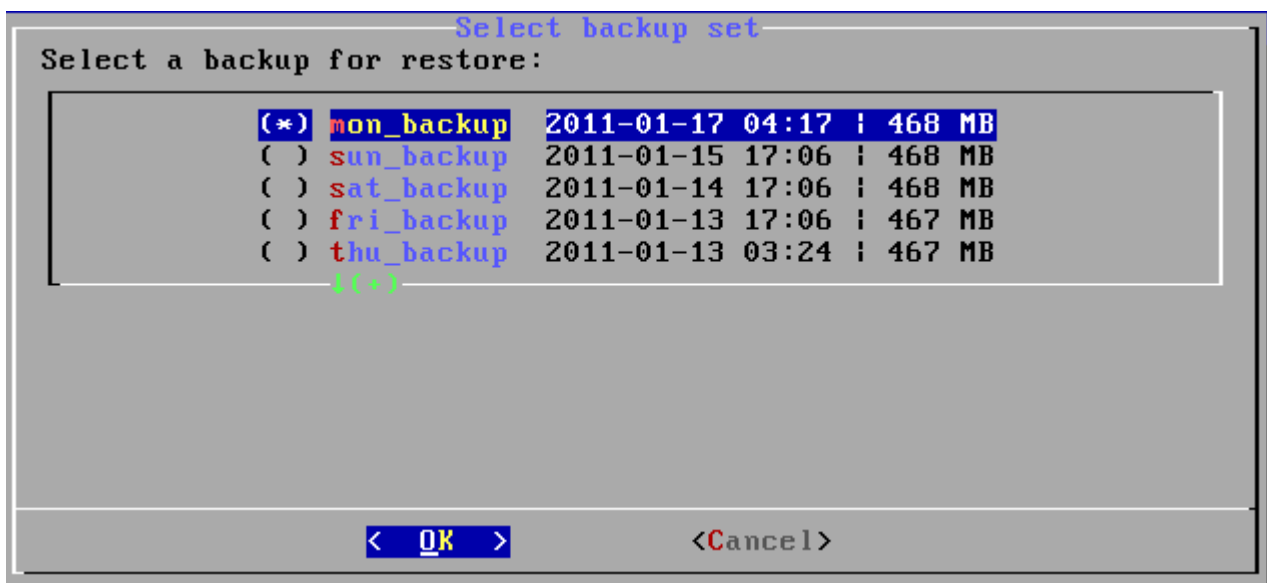 Select backup set
Select a backup for restore:
(*) mon_backup 2011-01-17 04:17 ¦ 468 MB
( ) sun_backup 2011-01-15 17:06 ¦ 468 MB
( ) sat_backup 2011-01-14 17:06 ¦ 468 MB
( ) fri_backup 2011-01-13 17:06 ¦ 467 MB
( ) thu_backup 2011-01-13 03:24 ¦ 467 MB
↓(+)
< OK > <Cancel>